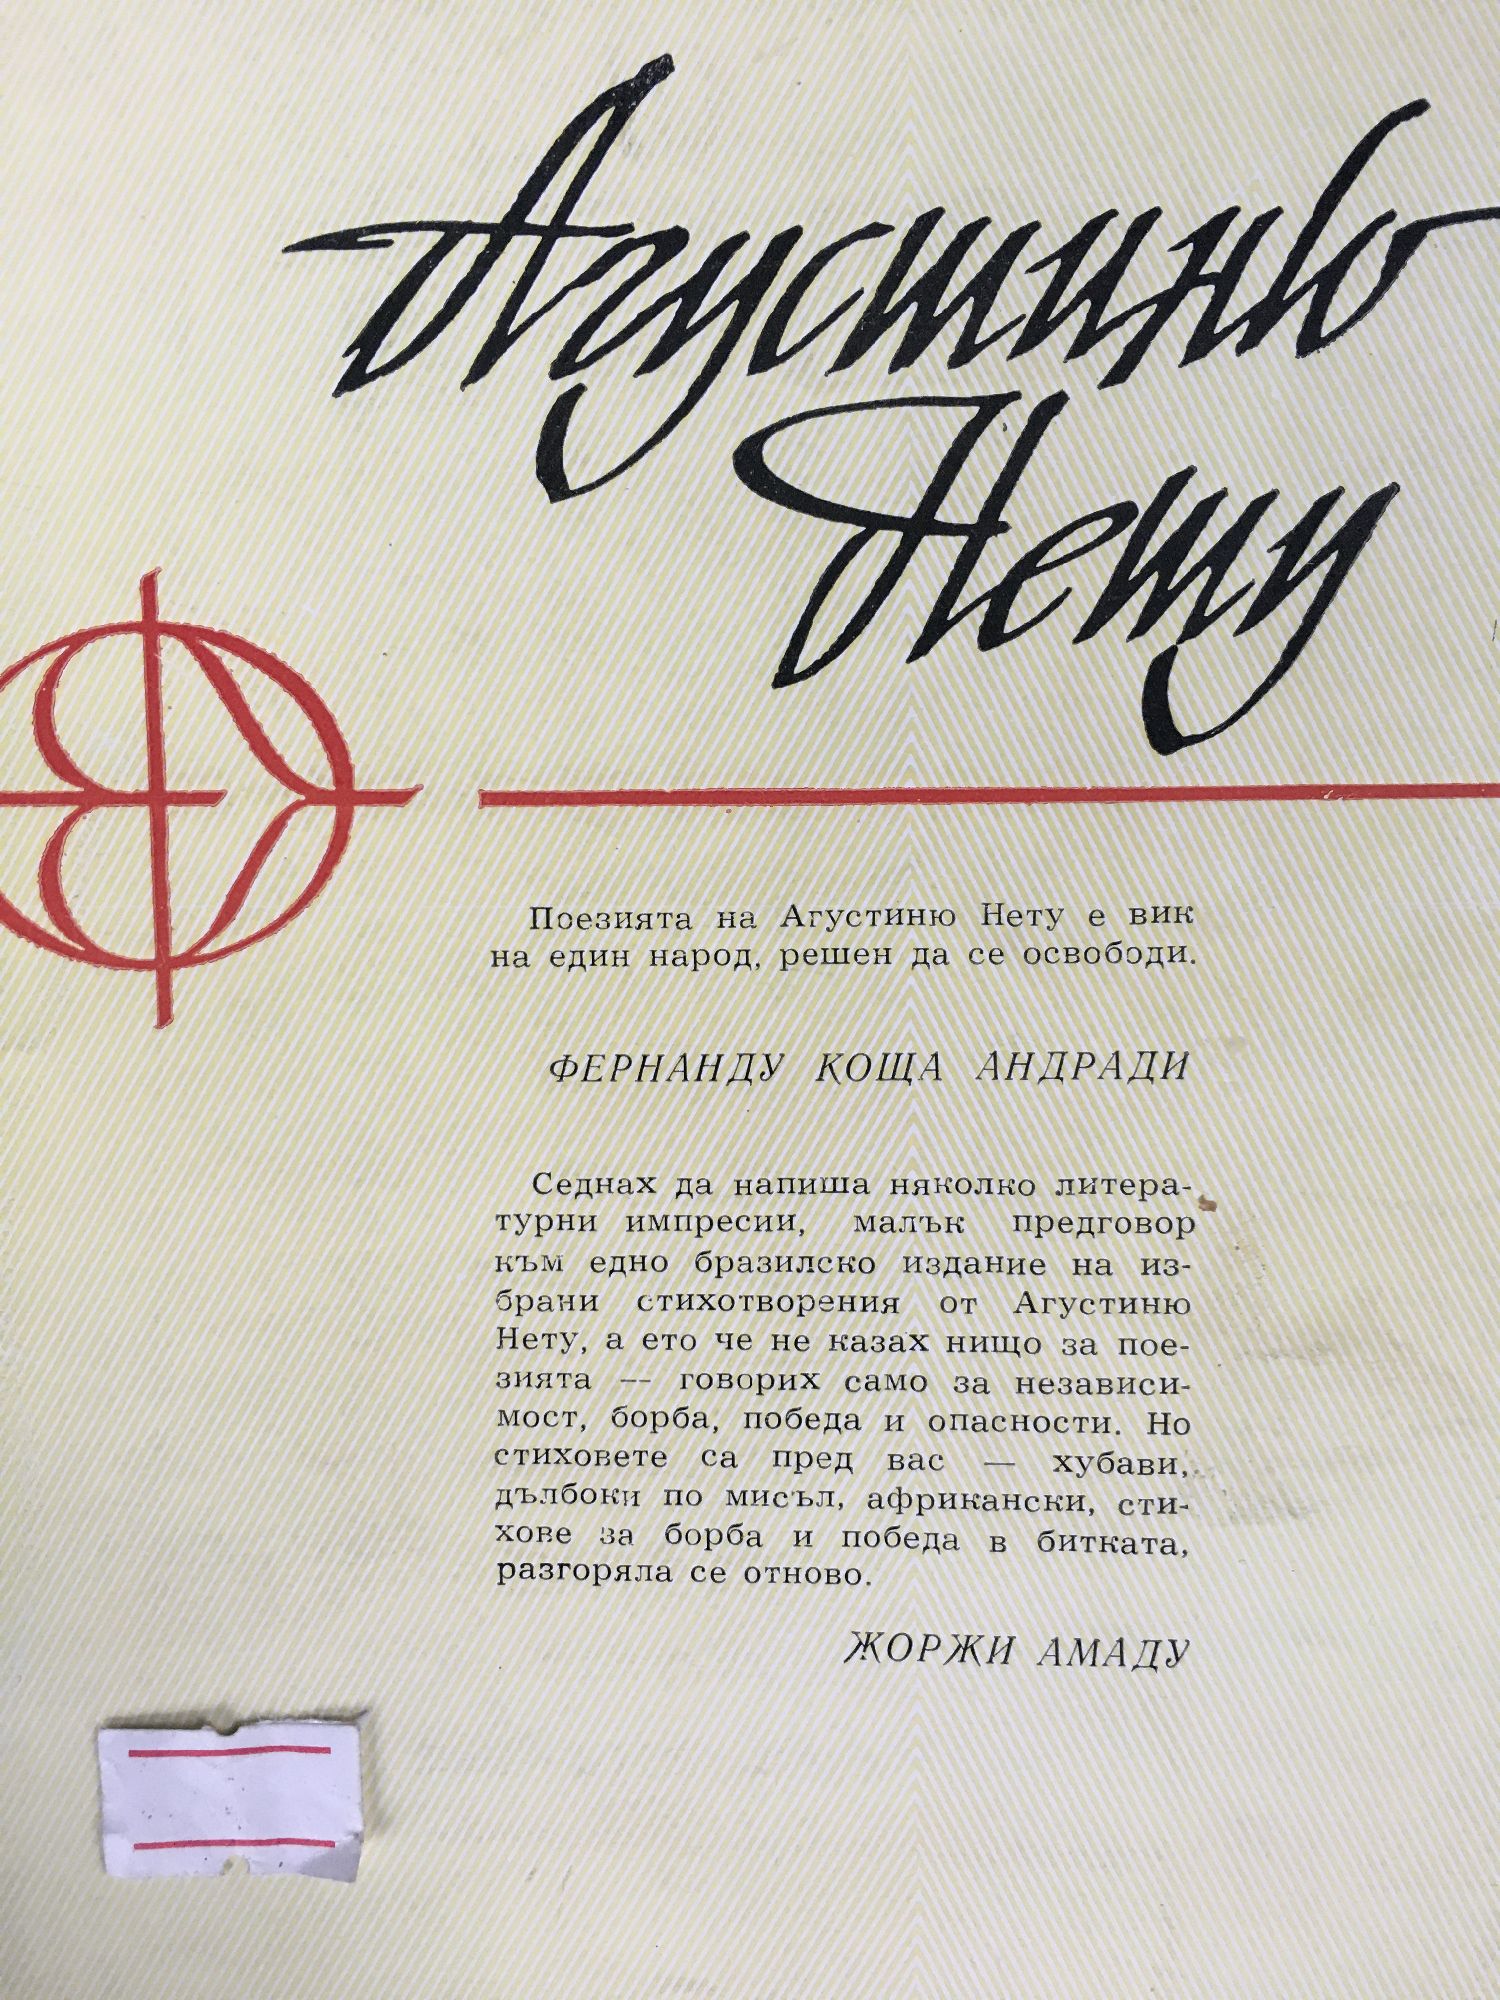 Агустиню
Нету
Поезията на Агустиню Нету е вик
на един народ, решен да се освободи.
ФЕРНАНДУ КОЩА АНДРАДИ
Седнах да напиша няколко литера-
турни импресии, малък предговор
към едно бразилско издание на из-
брани стихотворения от Агустиню
Нету, а ето че не казах нищо за пое-
зията — говорих само за независи-
мост, борба, победа и опасности. Но
стиховете са пред вас — хубави,
дълбоки по мисъл, африкански, сти-
хове за борба и победа в битката,
разгоряла се отново.
ЖОРЖИ АМАДУ